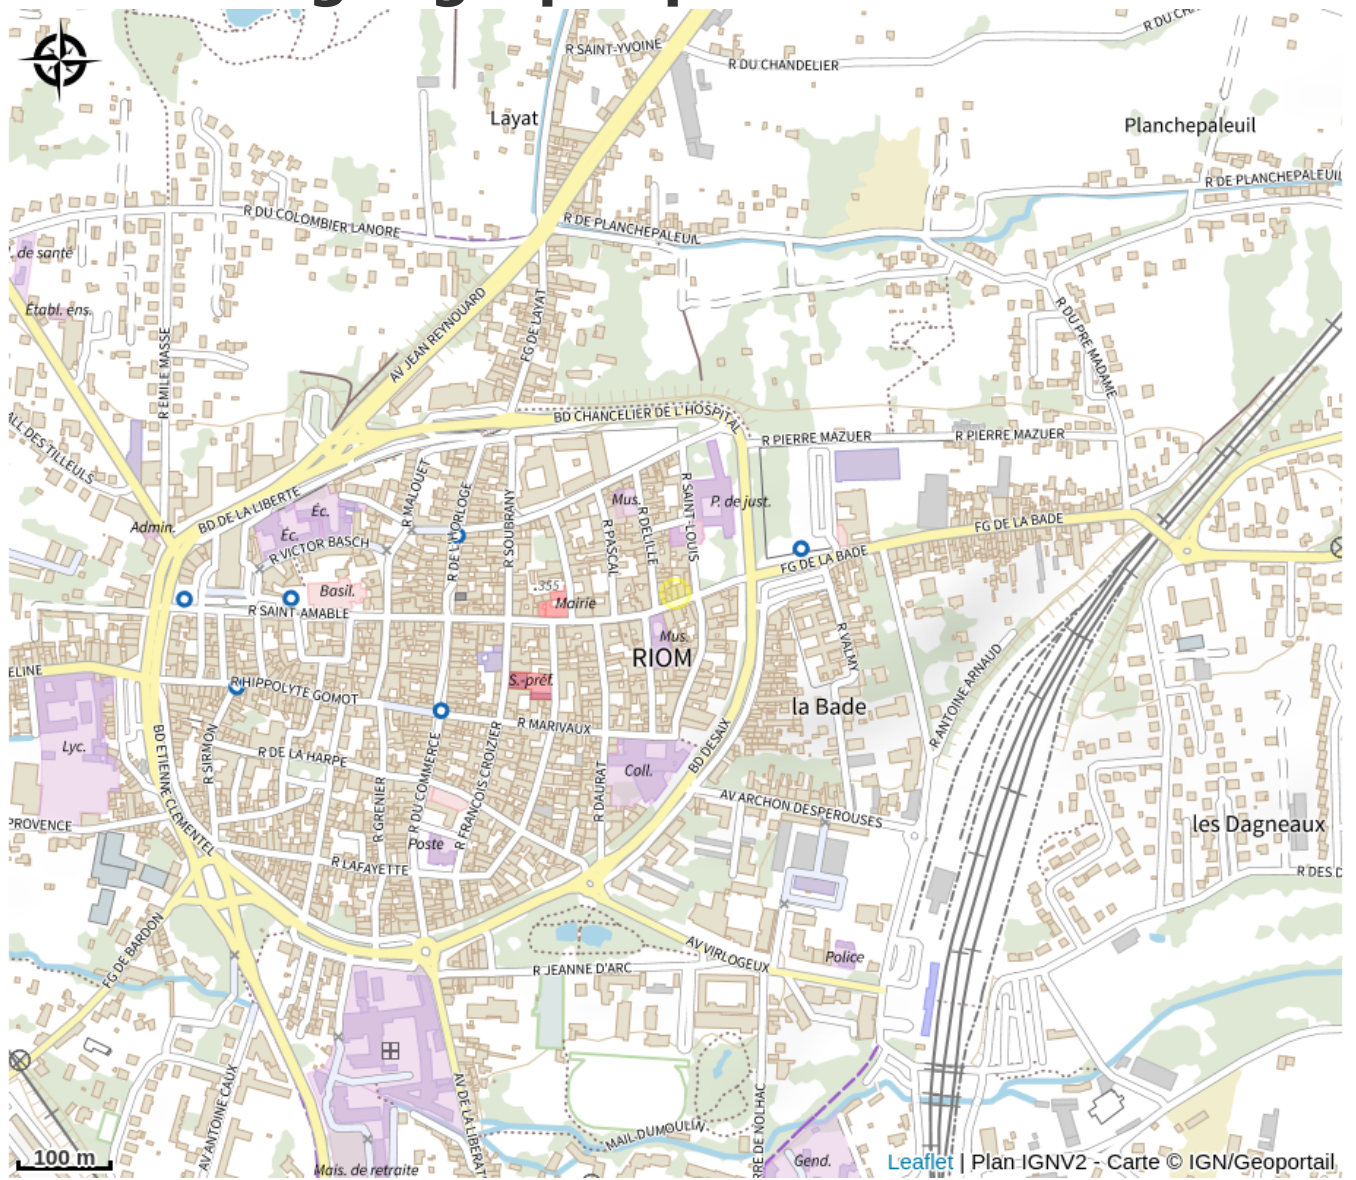 R DU CH
R SAINT-YVOINE
R DU CHANDELIER
Layat
Planchepaleuil
R DE PLANCHEPALEUIL
R DU COLOMBIER LANORE
R DE PLANCHEPALEUIL
de santé
Établ. ens.
R EMILE MASSE
AV JEAN REYNOUARD
FG DE LAYAT
R DU PRE MADAME
ALL DES TILLEULS
BD CHANCELIER DE L'HOSPITAL
R PIERRE MAZUER
R PIERRE MAZUER
BD DE LA LIBERTE
R MALOUET
R DE L'HORLOGE
R SOUBRANY
Mus.
R SAINT-LOUIS
P. de just.
Admin.
Éc.
Éc.
R VICTOR BASCH
R PASCAL
R DELILLE
FG DE LA BADE
FG DE LA BADE
Basil.
.355
Mairie
R SAINT-AMABLE
Mus.
RIOM
R VALMY
ELINE
R HIPPOLYTE GOMOT
S.-préf.
R MARIVAUX
la Bade
R ANTOINE ARNAUD
Lyc.
BD ETIENNE CLEMENTEL
R SIRMON
R DE LA HARPE
R GRENIER
R DU COMMERCE
R FRANCOIS CROIZIER
R DAURAT
Coll.
BD DESAIX
AV ARCHON DESPEROUSES
PROVENCE
les Dagneaux
Poste
R LAFAYETTE
R DES D
FG DE BARDON
AV VIRLOGEUX
Police
R JEANNE D'ARC
AV ANTOINE CAUX
AV DE LA LIBERAT
MAIL DUMOULIN
RRE DE NOLHAC
100 m
Mais. de retraite
Gend.
Leaflet | Plan IGNV2 - Carte © IGN/Geoportail